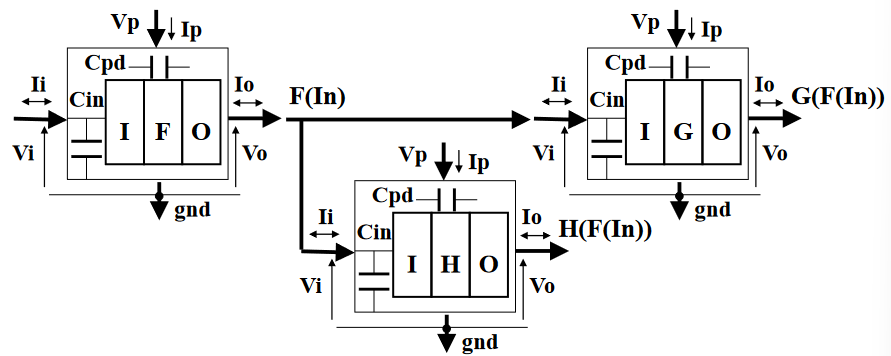 Vp Ip
Cpd
Ii
Cin
I F O
Io
Vi
Vo
gnd
F(In)
Vp Ip
Cpd
Ii
Cin
I G O
Io
G(F(In))
Vi
Vo
gnd
Vp Ip
Cpd
Ii
Cin
I H O
Io
H(F(In))
Vi
Vo
gnd